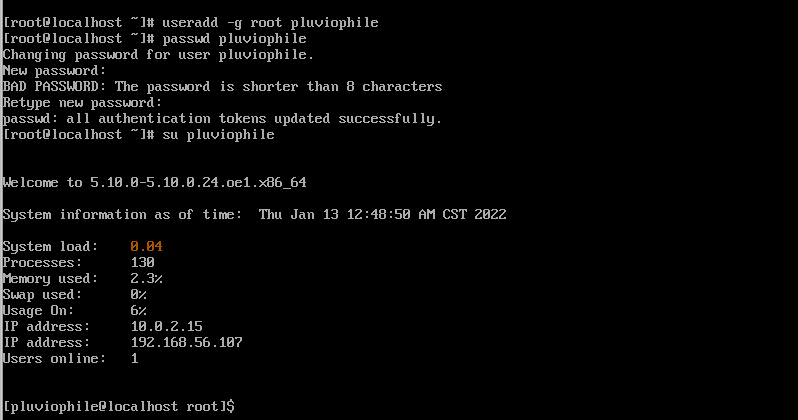 [root@localhost ~]# useradd -g root pluviophile
[root@localhost ~]# passwd pluviophile
Changing password for user pluviophile.
New password:
BAD PASSWORD: The password is shorter than 8 characters
Retype new password:
passwd: all authentication tokens updated successfully.
[root@localhost ~]# su pluviophile
Welcome to 5.10.0-5.10.0.24.oe1.x86_64
System information as of time:  Thu Jan 13 12:48:50 AM CST 2022
System load:    0.04
Processes:      130
Memory used:    2.3%
Swap used:      0%
Usage On:       6%
IP address:     10.0.2.15
IP address:     192.168.56.107
Users online:   1
[pluviophile@localhost root]$